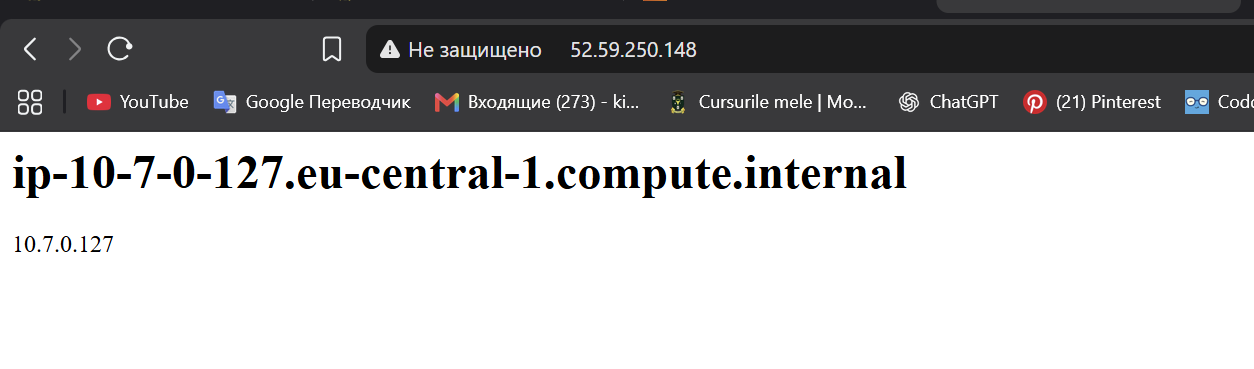 Не защищено 52.59.250.148
YouTube Google Переводчик Входящие (273) - ki... Cursurile mele | Mo... ChatGPT (21) Pinterest
ip-10-7-0-127.eu-central-1.compute.internal
10.7.0.127